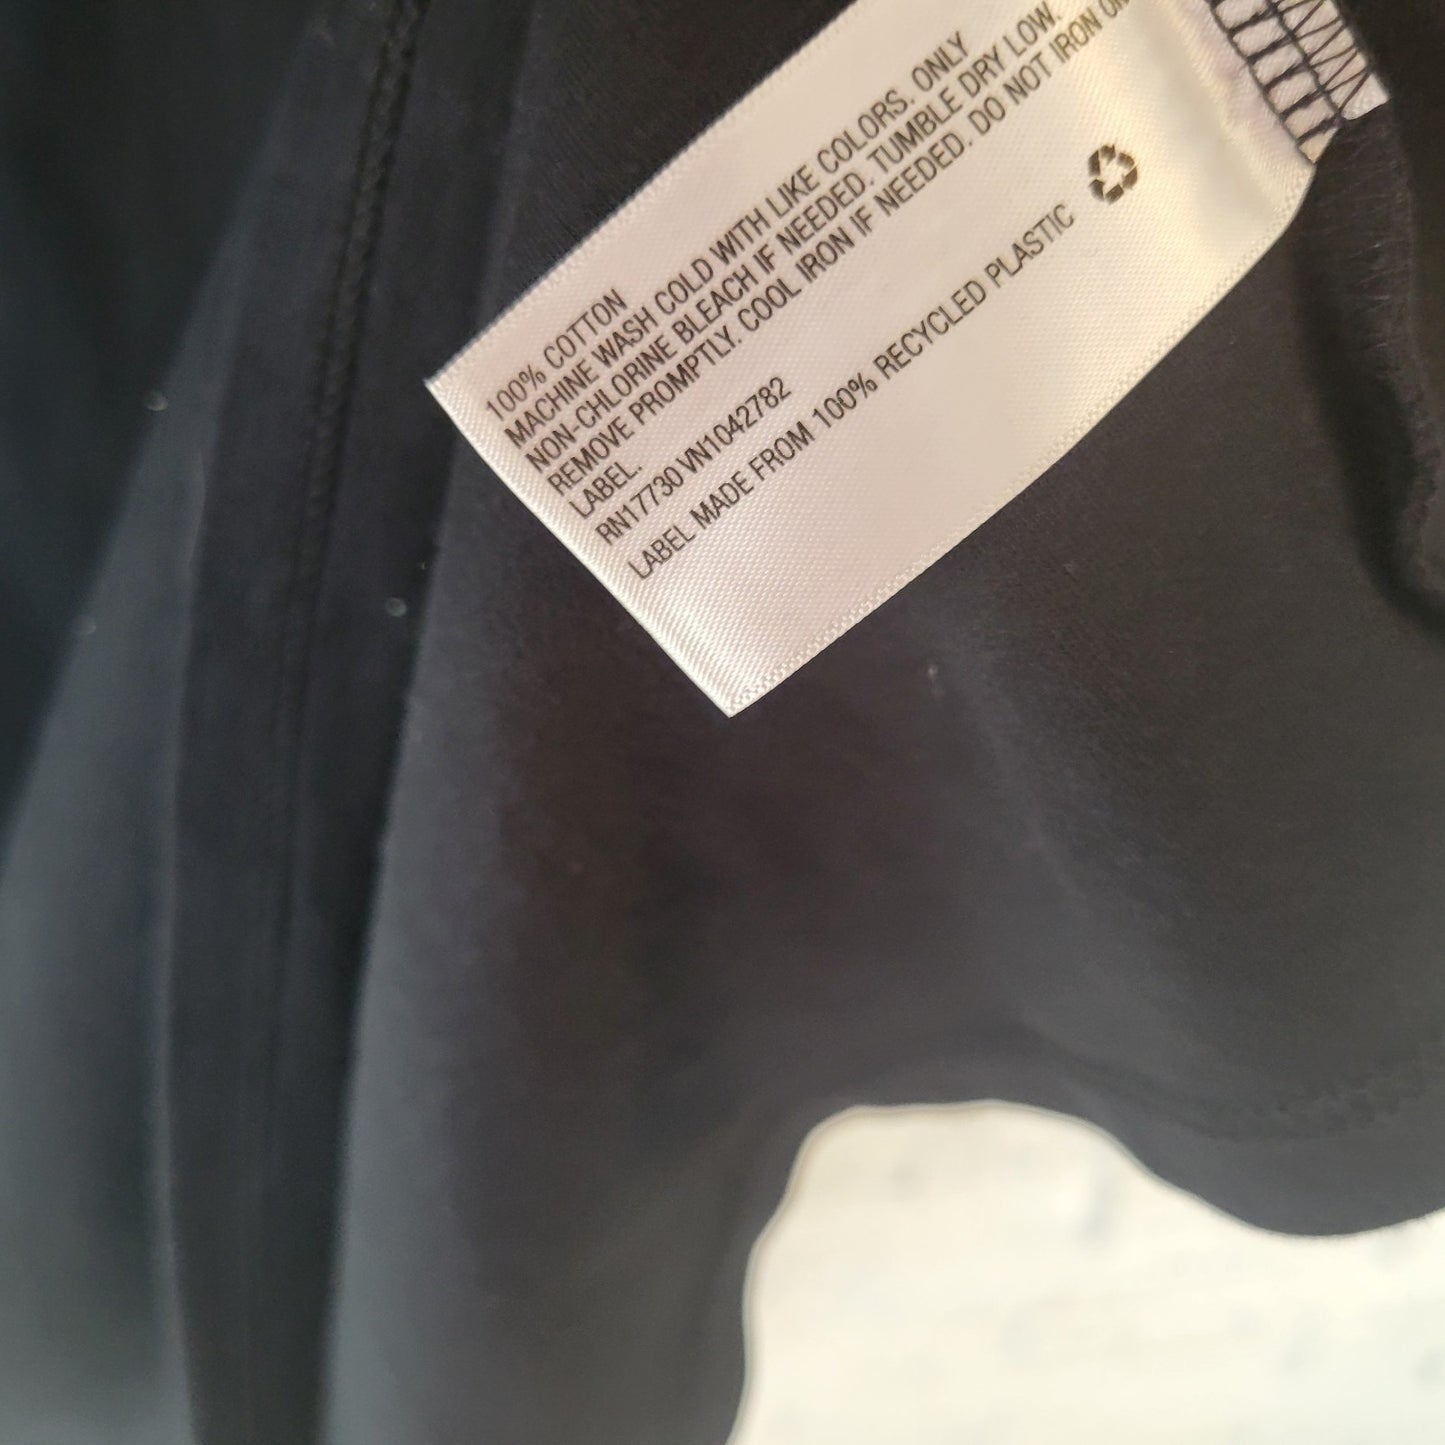 100% COTTON
MACHINE WASH COLD WITH LIKE COLORS. ONLY
NON-CHLORINE BLEACH IF NEEDED. TUMBLE DRY LOW.
REMOVE PROMPTLY. COOL IRON IF NEEDED. DO NOT IRON ON
LABEL.
RN17730 VN1042782
LABEL MADE FROM 100% RECYCLED PLASTIC